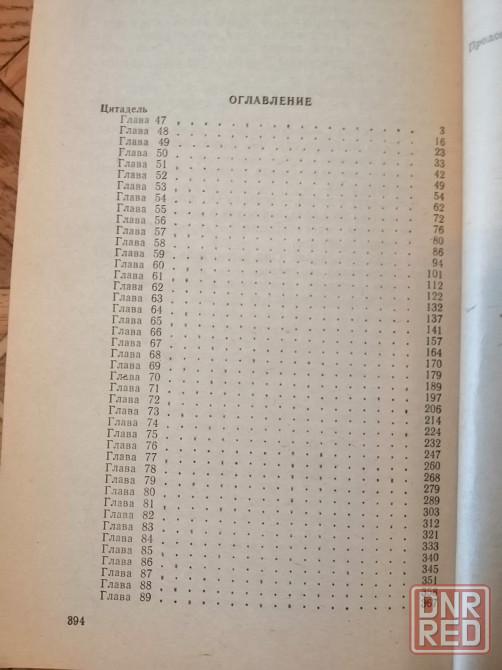 ОГЛАВЛЕНИЕ
Цитадель
Глава 47 . . . 3
Глава 48 . . . 16
Глава 49 . . . 23
Глава 50 . . . 33
Глава 51 . . . 42
Глава 52 . . . 49
Глава 53 . . . 54
Глава 54 . . . 62
Глава 55 . . . 72
Глава 56 . . . 76
Глава 57 . . . 80
Глава 58 . . . 86
Глава 59 . . . 94
Глава 60 . . . 101
Глава 61 . . . 112
Глава 62 . . . 122
Глава 63 . . . 132
Глава 64 . . . 137
Глава 65 . . . 141
Глава 66 . . . 157
Глава 67 . . . 164
Глава 68 . . . 170
Глава 69 . . . 179
Глава 70 . . . 189
Глава 71 . . . 197
Глава 72 . . . 206
Глава 73 . . . 214
Глава 74 . . . 224
Глава 75 . . . 232
Глава 76 . . . 247
Глава 77 . . . 260
Глава 78 . . . 268
Глава 79 . . . 279
Глава 80 . . . 289
Глава 81 . . . 303
Глава 82 . . . 312
Глава 83 . . . 321
Глава 84 . . . 333
Глава 85 . . . 340
Глава 86 . . . 345
Глава 87 . . . 351
Глава 88 . . . 358
Глава 89 . . . 367
394
DNR
RED